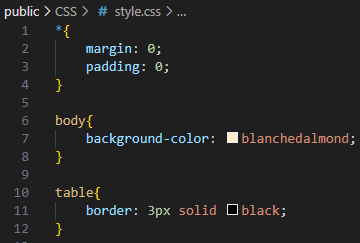 public > CSS > # style.css > ...
1 *{
2 margin: 0;
3 padding: 0;
4 }
5
6 body{
7 background-color: blanchedalmond;
8 }
9
10 table{
11 border: 3px solid black;
12 }